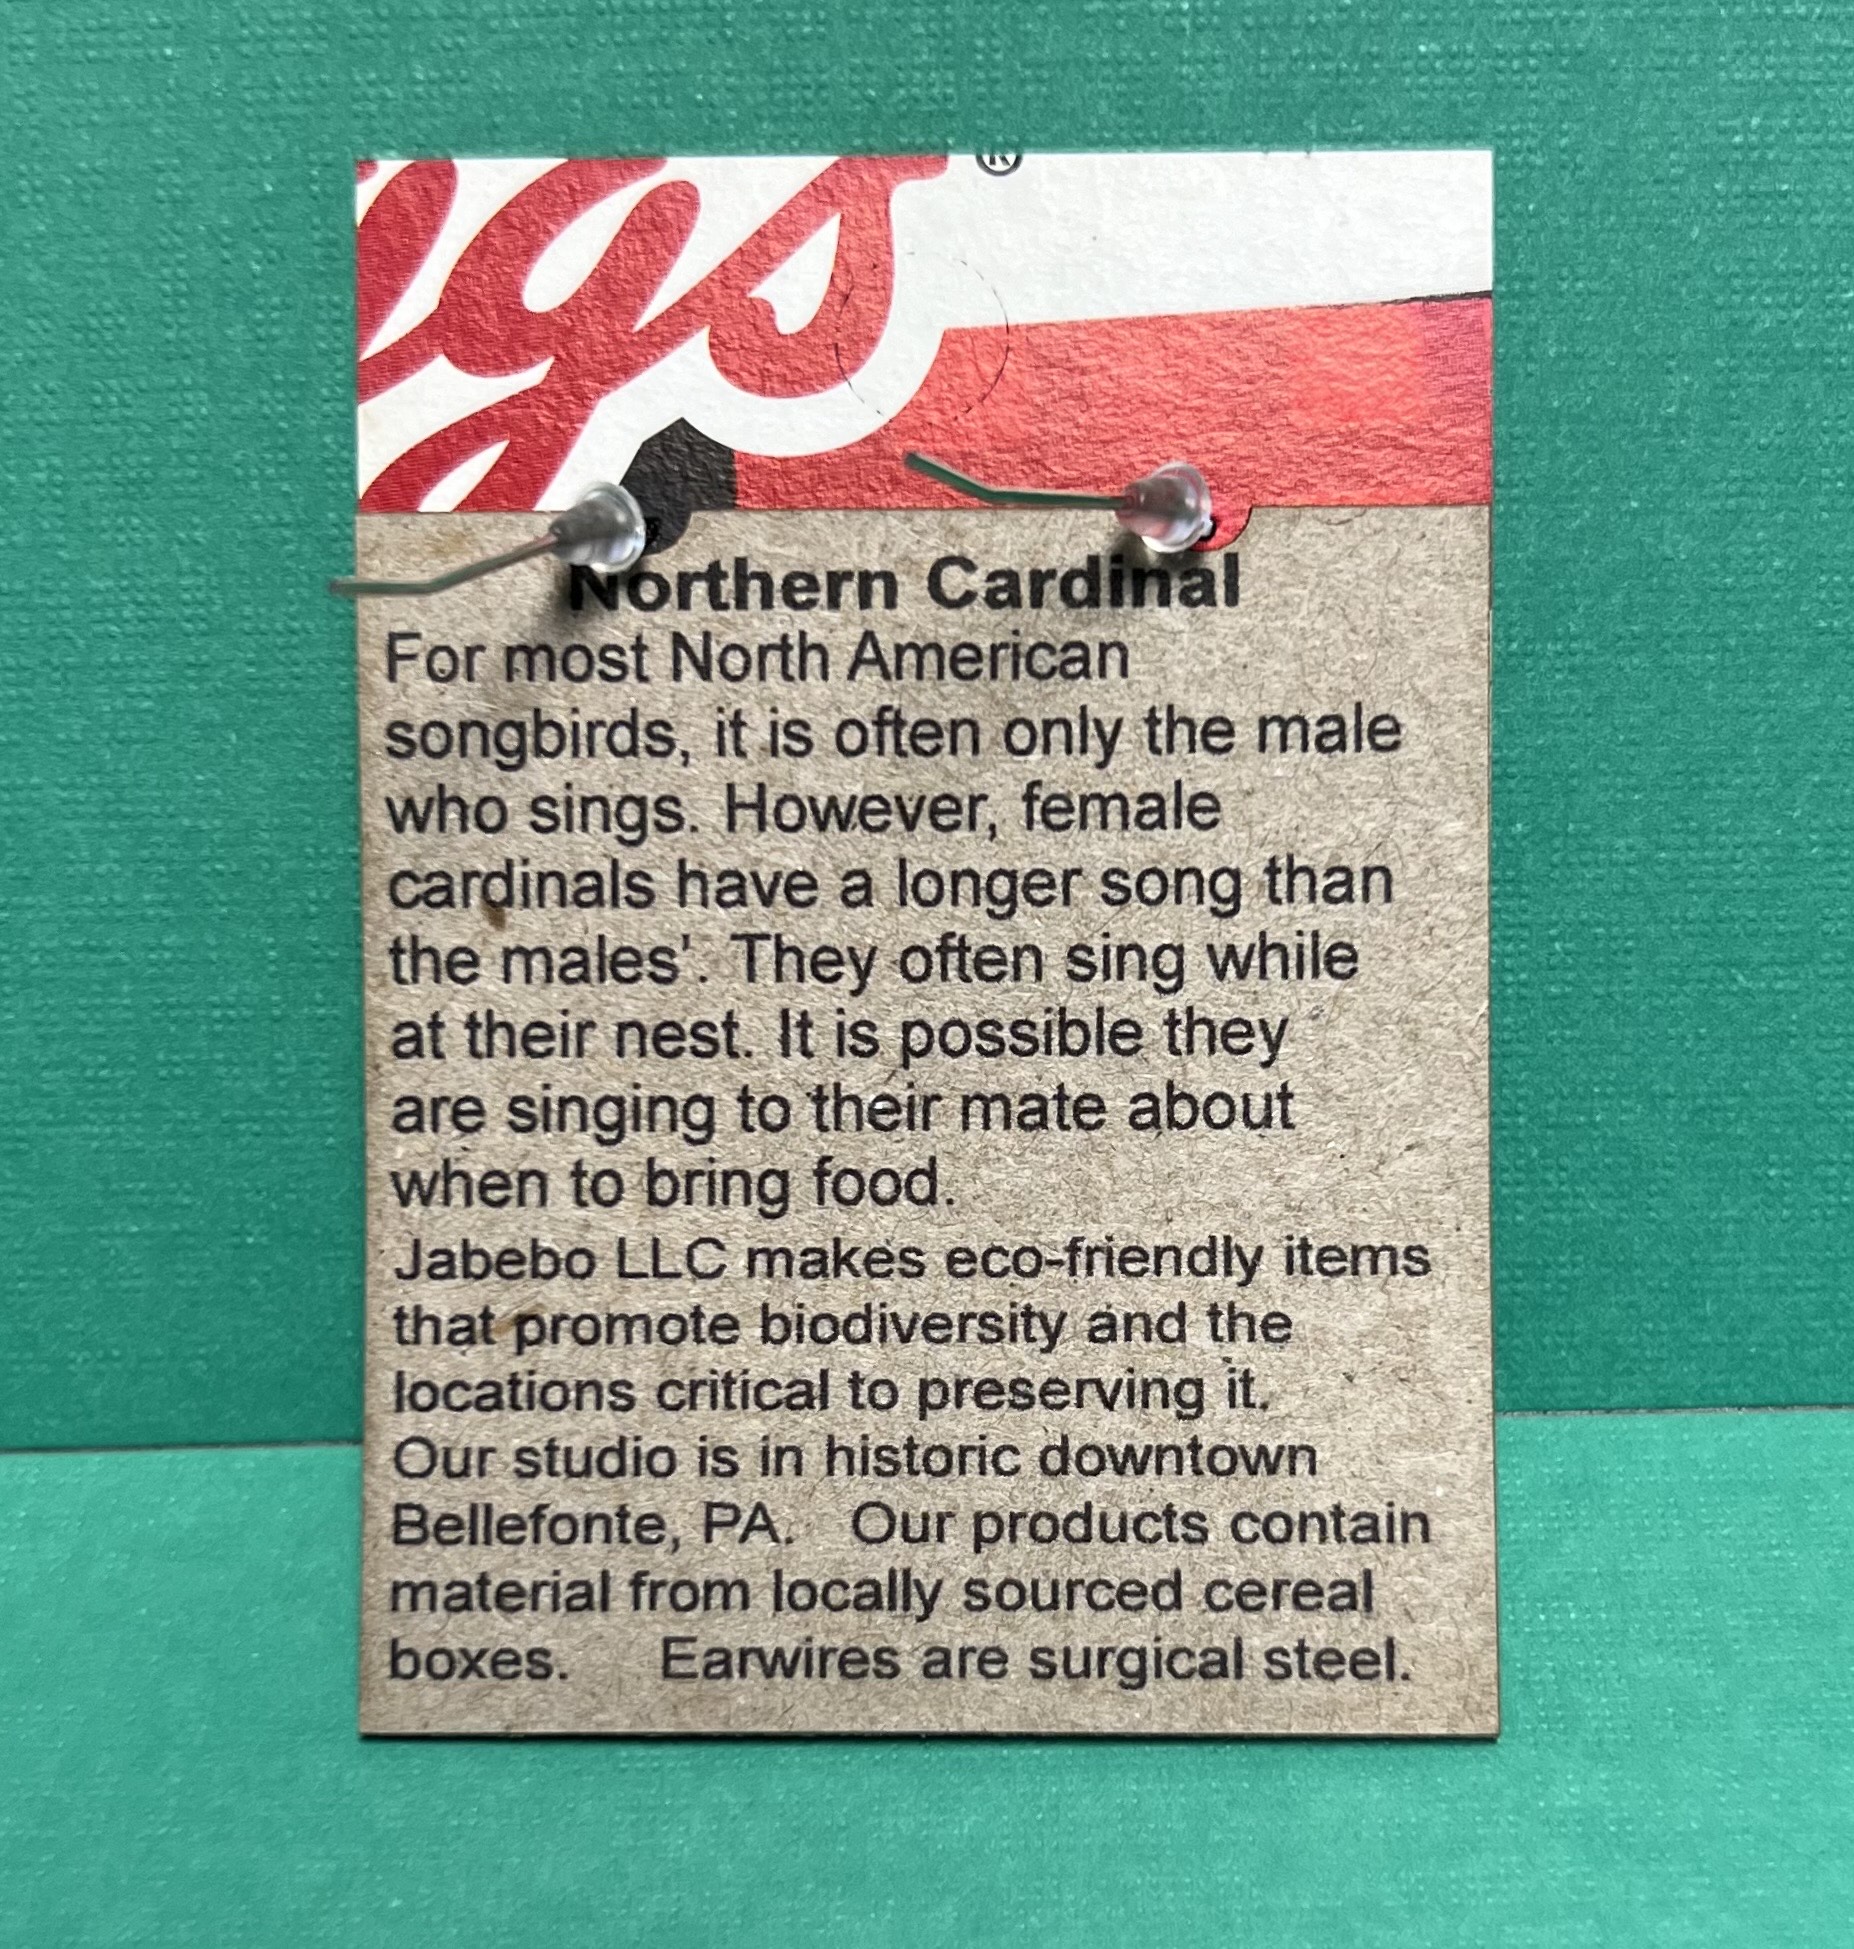 gs®
Northern Cardinal
For most North American
songbirds, it is often only the male
who sings. However, female
cardinals have a longer song than
the males'. They often sing while
at their nest. It is possible they
are singing to their mate about
when to bring food.
Jabebo LLC makes eco-friendly items
that promote biodiversity and the
locations critical to preserving it.
Our studio is in historic downtown
Bellefonte, PA. Our products contain
material from locally sourced cereal
boxes. Earwires are surgical steel.